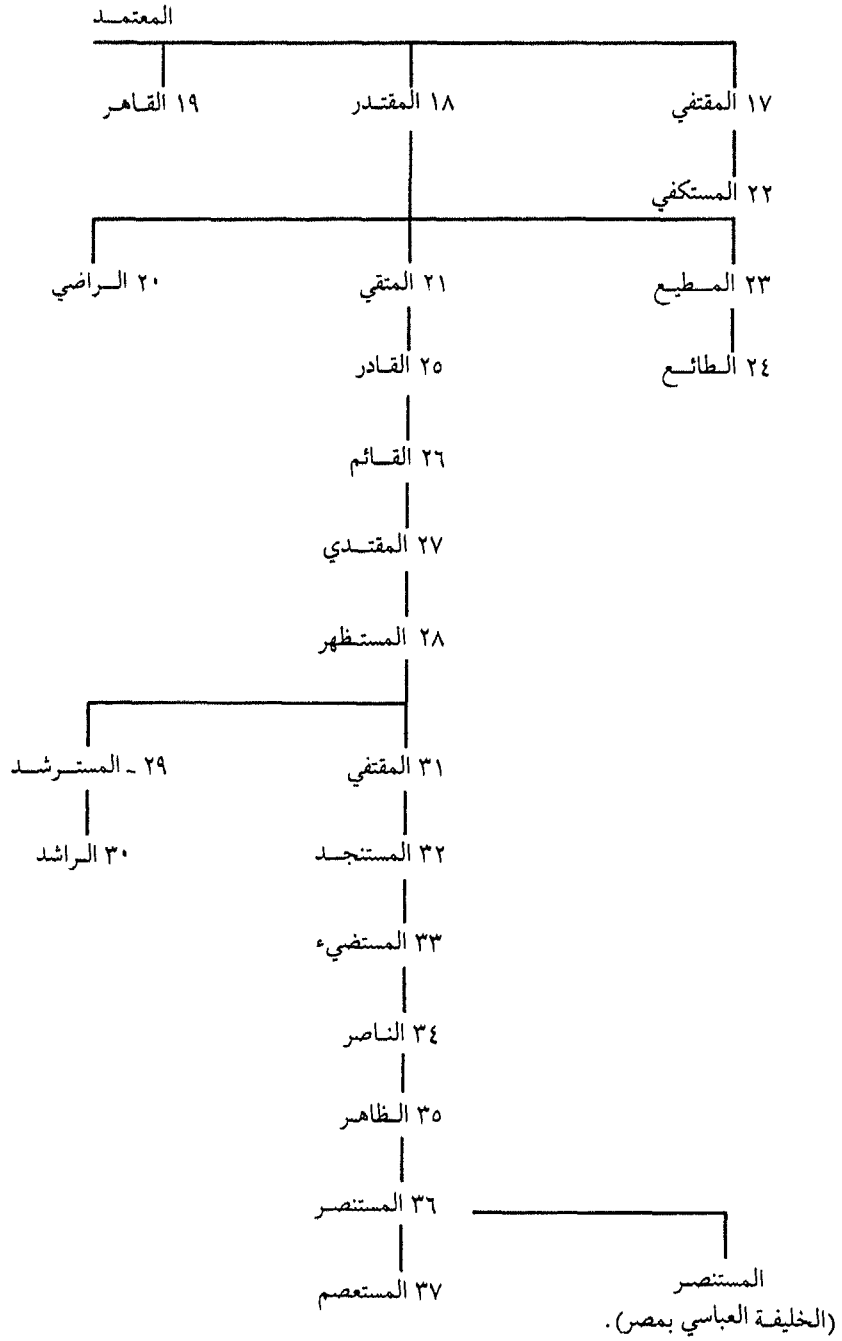 المعتمد
١٧ المقتفي
١٨ المقتدر
١٩ القاهر
٢٢ المستكفي
٢٣ المطيع
٢١ المتقي
٢٠ الراضي
٢٤ الطائع
٢٥ القادر
٢٦ القائم
٢٧ المقتدي
٢٨ المستظهر
٣١ المقتفي
٢٩ - المسترشد
٣٢ المستنجد
٣٠ الراشد
٣٣ المستضيء
٣٤ الناصر
٣٥ الظاهر
٣٦ المستنصر
المستنصر
(الخليفة العباسي بمصر).
٣٧ المستعصم